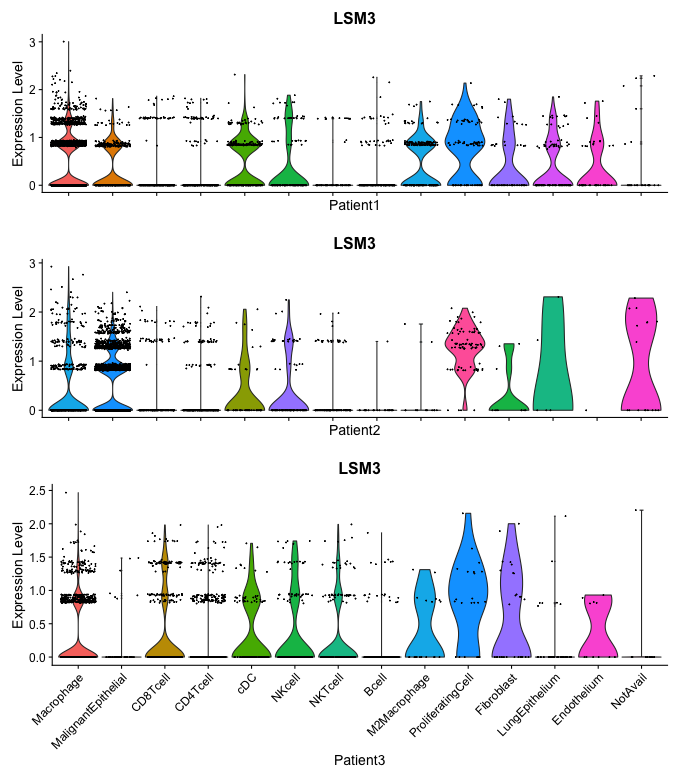 LSM3
Expression Level
3
2
1
0
Patient1
LSM3
Expression Level
3
2
1
0
Patient2
LSM3
Expression Level
2.5
2.0
1.5
1.0
0.5
0.0
Macrophage
MalignantEpithelial
CD8Tcell
CD4Tcell
cDC
NKcell
NKTcell
Bcell
M2Macrophage
ProliferatingCell
Fibroblast
LungEpithelium
Endothelium
NotAvail
Patient3